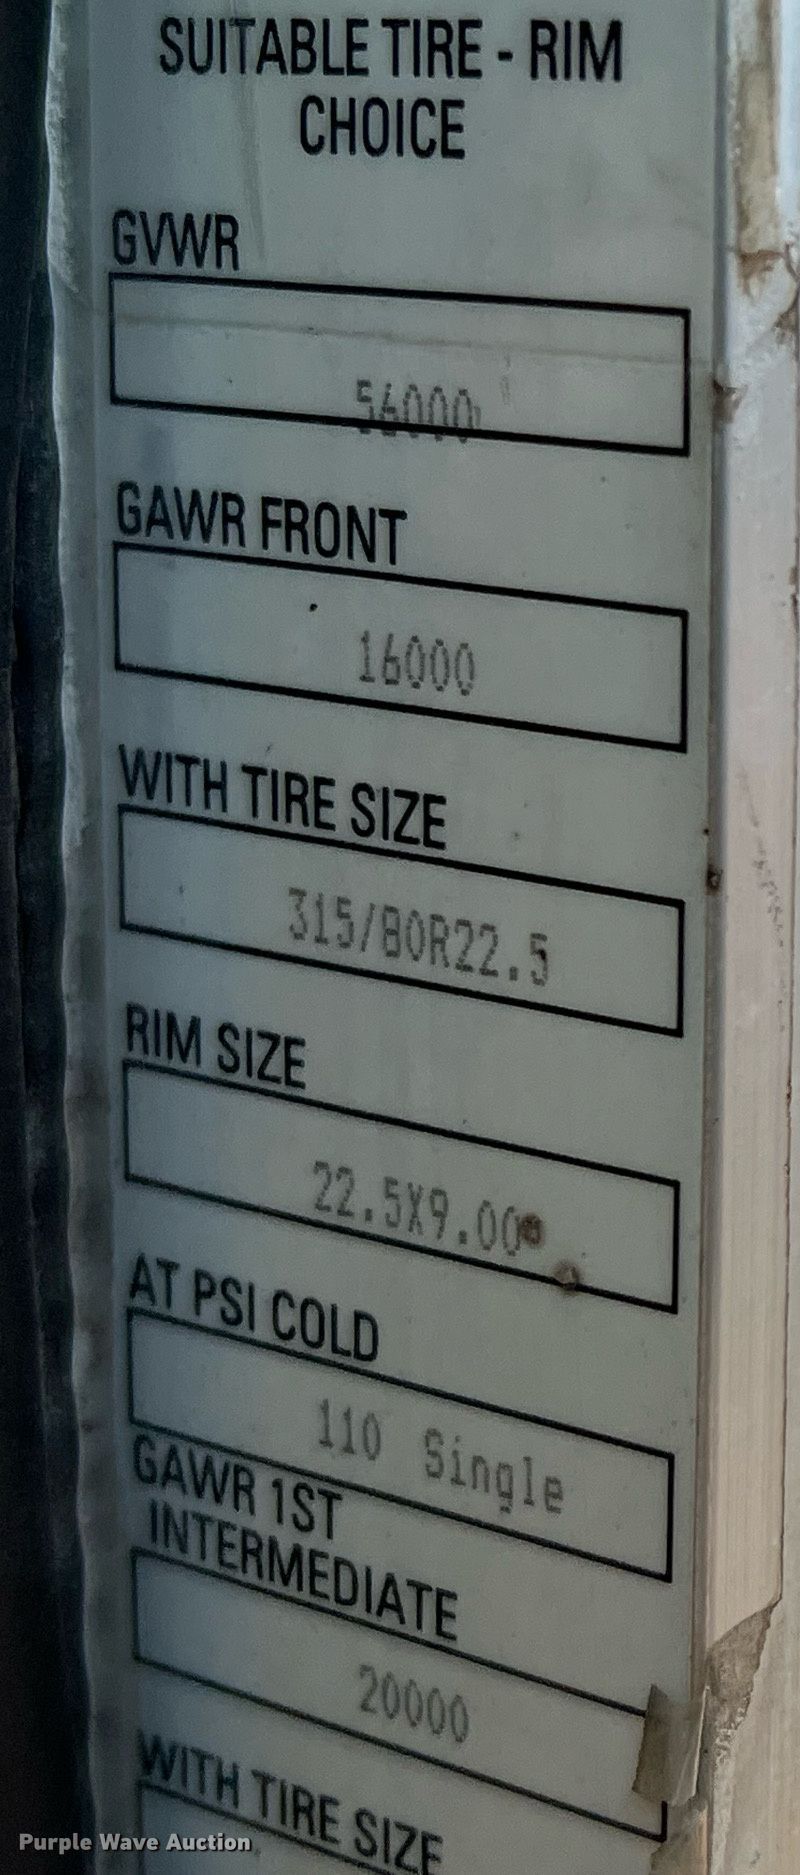 SUITABLE TIRE - RIM
CHOICE
GVWR
56000
GAWR FRONT
16000
WITH TIRE SIZE
315/80R22.5
RIM SIZE
22.5X9.00
AT PSI COLD
110 Single
GAWR 1ST
INTERMEDIATE
20000
WITH TIRE SIZE
Purple Wave Auction